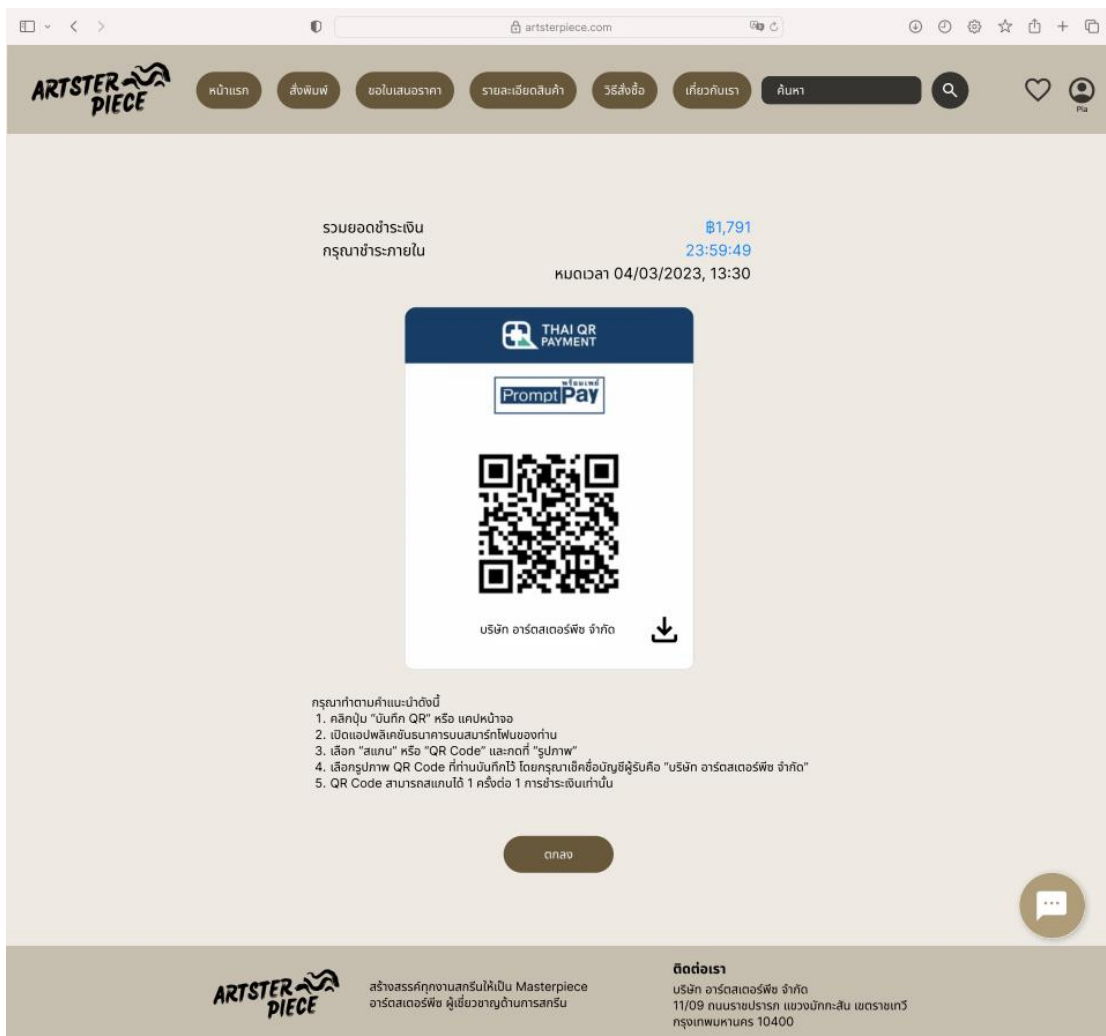 artsterpiece.com
ARTSTER
PIECE
หน้าแรก
สั่งพิมพ์
ขอใบเสนอราคา
รายละเอียดสินค้า
วิธีสั่งซื้อ
เกี่ยวกับเรา
ค้นหา
Pla
รวมยอดชำระเงิน ฿1,791
กรุณาชำระภายใน 23:59:49
หมดเวลา 04/03/2023, 13:30
THAI QR
PAYMENT
พร้อมเพย์
PromptPay
บริษัท อาร์ตสเตอร์พีช จำกัด
กรุณาทำตามคำแนะนำดังนี้
1. คลิกปุ่ม “บันทึก QR” หรือ แคปหน้าจอ
2. เปิดแอปพลิเคชันธนาคารบนสมาร์ทโฟนของท่าน
3. เลือก “สแกน” หรือ “QR Code” และกดที่ “รูปภาพ”
4. เลือกรูปภาพ QR Code ที่ท่านบันทึกไว้ โดยกรุณาเช็คชื่อบัญชีผู้รับคือ “บริษัท อาร์ตสเตอร์พีช จำกัด”
5. QR Code สามารถสแกนได้ 1 ครั้งต่อ 1 การชำระเงินเท่านั้น
ตกลง
ARTSTER
PIECE
สร้างสรรค์ทุกงานสกรีนให้เป็น Masterpiece
อาร์ตสเตอร์พีช ผู้เชี่ยวชาญด้านการสกรีน
ติดต่อเรา
บริษัท อาร์ตสเตอร์พีช จำกัด
11/09 ถนนราชปรารภ แขวงมักกะสัน เขตราชเทวี
กรุงเทพมหานคร 10400